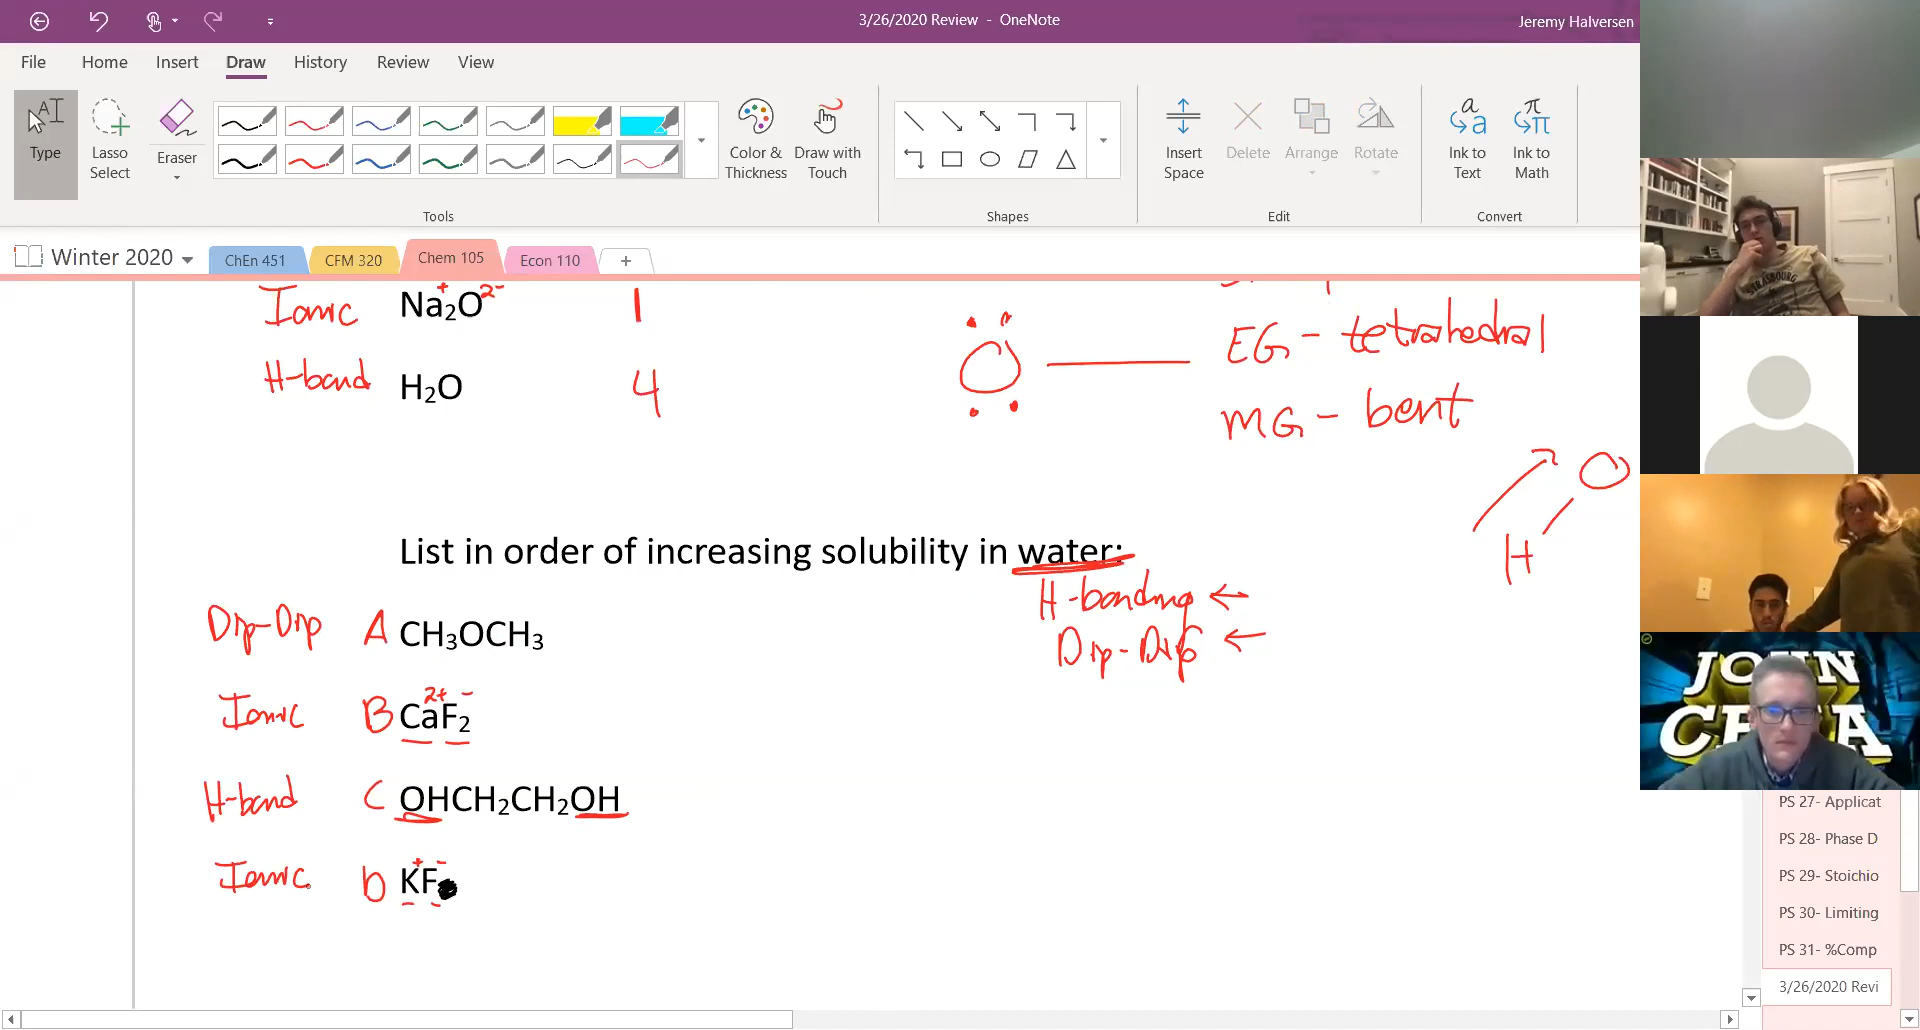 3/26/2020 Review - OneNote
Jeremy Halversen
File Home Insert Draw History Review View
Type
Lasso Select
Eraser
Color & Thickness
Draw with Touch
Insert Space
Delete
Arrange
Rotate
Ink to Text
Ink to Math
Tools
Shapes
Edit
Convert
Winter 2020
ChEn 451
CFM 320
Chem 105
Econ 110
Ionic Na₂O + 2- 1
H-bond H₂O 4
EG - tetrahedral
MG - bent
O
H
List in order of increasing solubility in water:
H-bonding ←
Dip-Dip ←
Dip-Dip A CH₃OCH₃
Ionic B CaF₂ 2+ -
H-bond C OHCH₂CH₂OH
Ionic D KF + -
STRASBOURG
JOHN
CENA
PS 27- Applicat
PS 28- Phase D
PS 29- Stoichio
PS 30- Limiting
PS 31- %Comp
3/26/2020 Revi